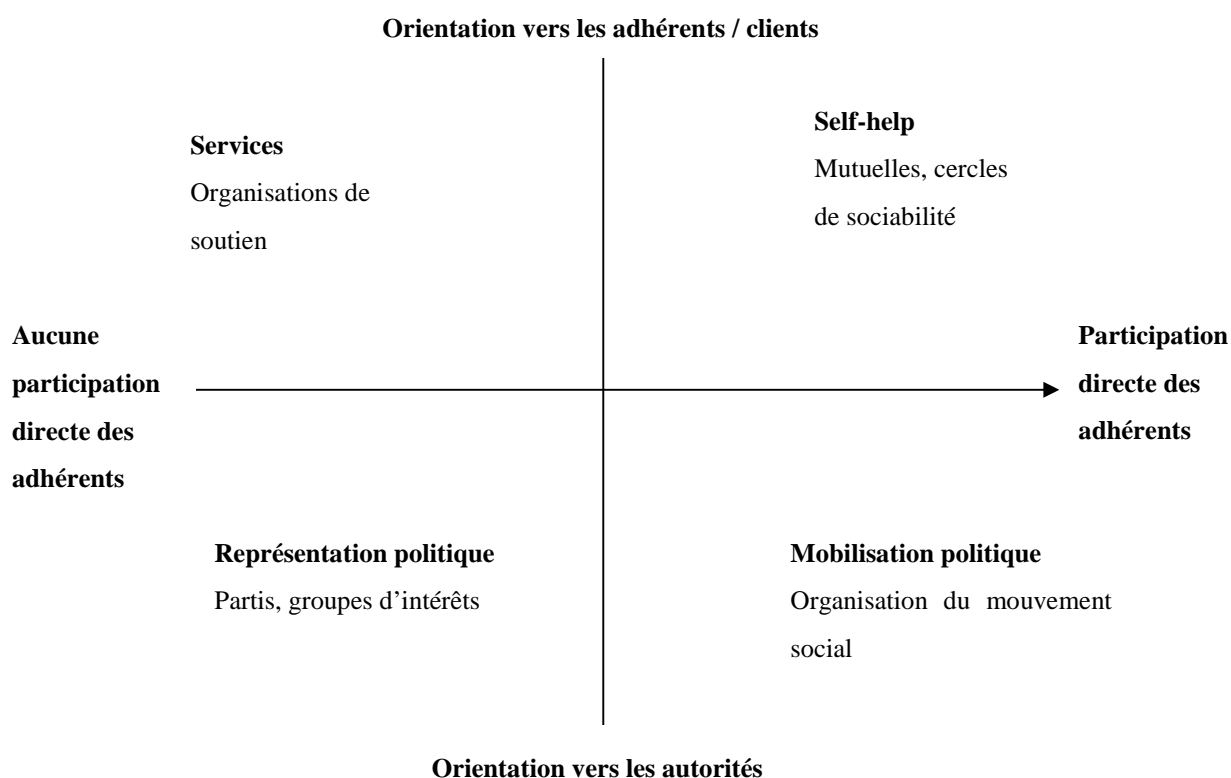 Orientation vers les adhérents / clients
Services
Organisations de
soutien
Self-help
Mutuelles, cercles
de sociabilité
Aucune
participation
directe des
adhérents
Participation
directe des
adhérents
Représentation politique
Partis, groupes d'intérêts
Mobilisation politique
Organisation du mouvement
social
Orientation vers les autorités